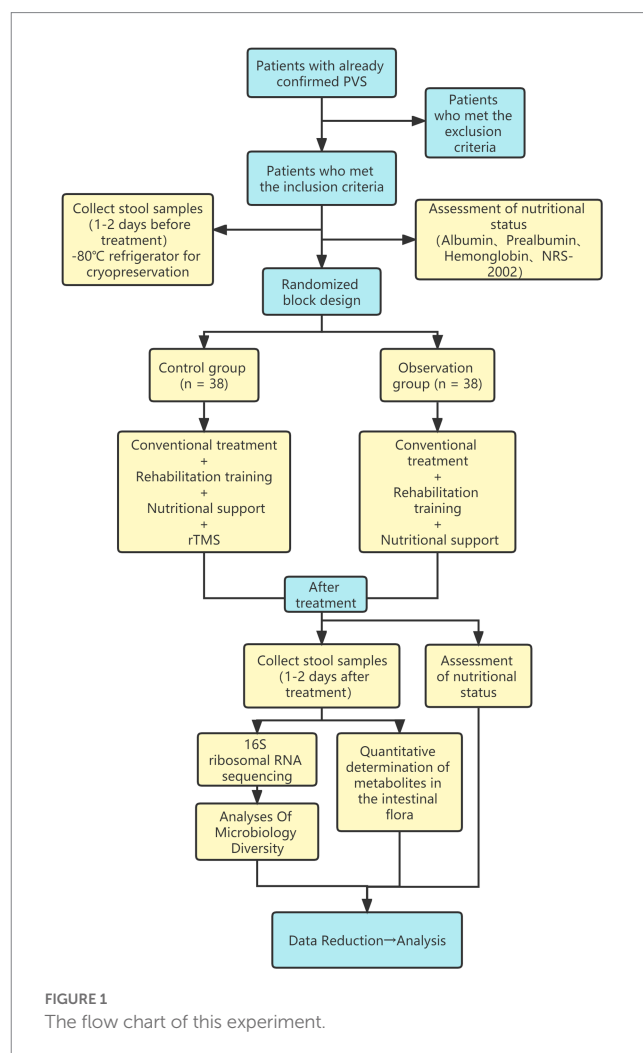 Patients with already
confirmed PVS
Patients
who met the
exclusion
criteria
Patients who met
the inclusion criteria
Collect stool samples
(1-2 days before
treatment)
-80℃ refrigerator for
cryopreservation
Assessment of nutritional
status
(Albumin、Prealbumin、
Hemonglobin、NRS-
2002)
Randomized
block design
Control group
(n = 38)
Observation
group (n = 38)
Conventional treatment
+
Rehabilitation training
+
Nutritional support
+
rTMS
Conventional
treatment
+
Rehabilitation
training
+
Nutritional support
After
treatment
Collect stool samples
(1-2 days after
treatment)
Assessment
of nutritional
status
16S
ribosomal RNA
sequencing
Quantitative
determination of
metabolites in
the intestinal
flora
Analyses Of
Microbiology
Diversity
Data Reduction→Analysis
FIGURE 1
The flow chart of this experiment.